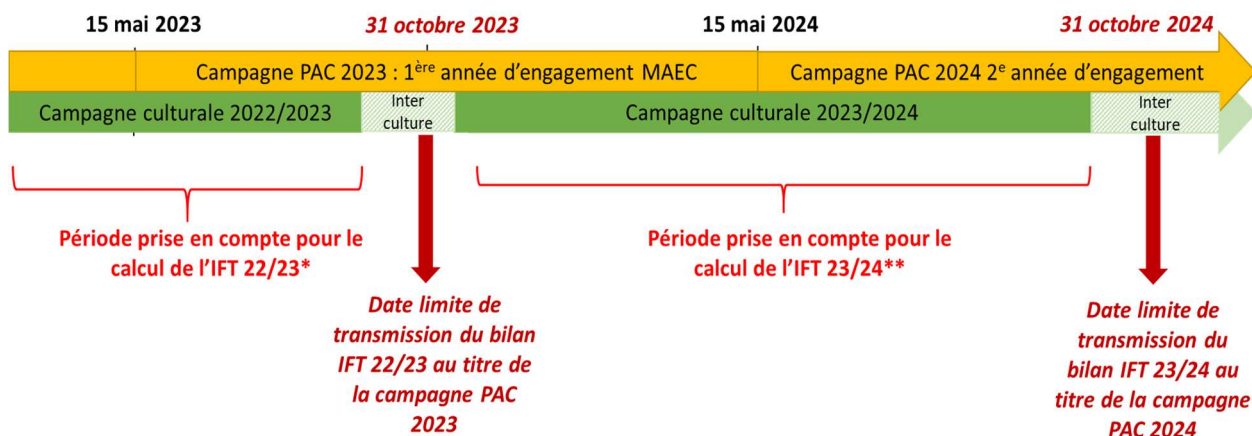 15 mai 2023
31 octobre 2023
15 mai 2024
31 octobre 2024
Campagne PAC 2023 : 1ère année d'engagement MAEC
Campagne PAC 2024 2e année d'engagement
Campagne culturale 2022/2023
Inter
culture
Campagne culturale 2023/2024
Inter
culture
Période prise en compte pour le
calcul de l'IFT 22/23*
Période prise en compte pour le
calcul de l'IFT 23/24**
Date limite de
transmission du bilan
IFT 22/23 au titre de
la campagne PAC
2023
Date limite de
transmission du
bilan IFT 23/24 au
titre de la campagne
PAC 2024